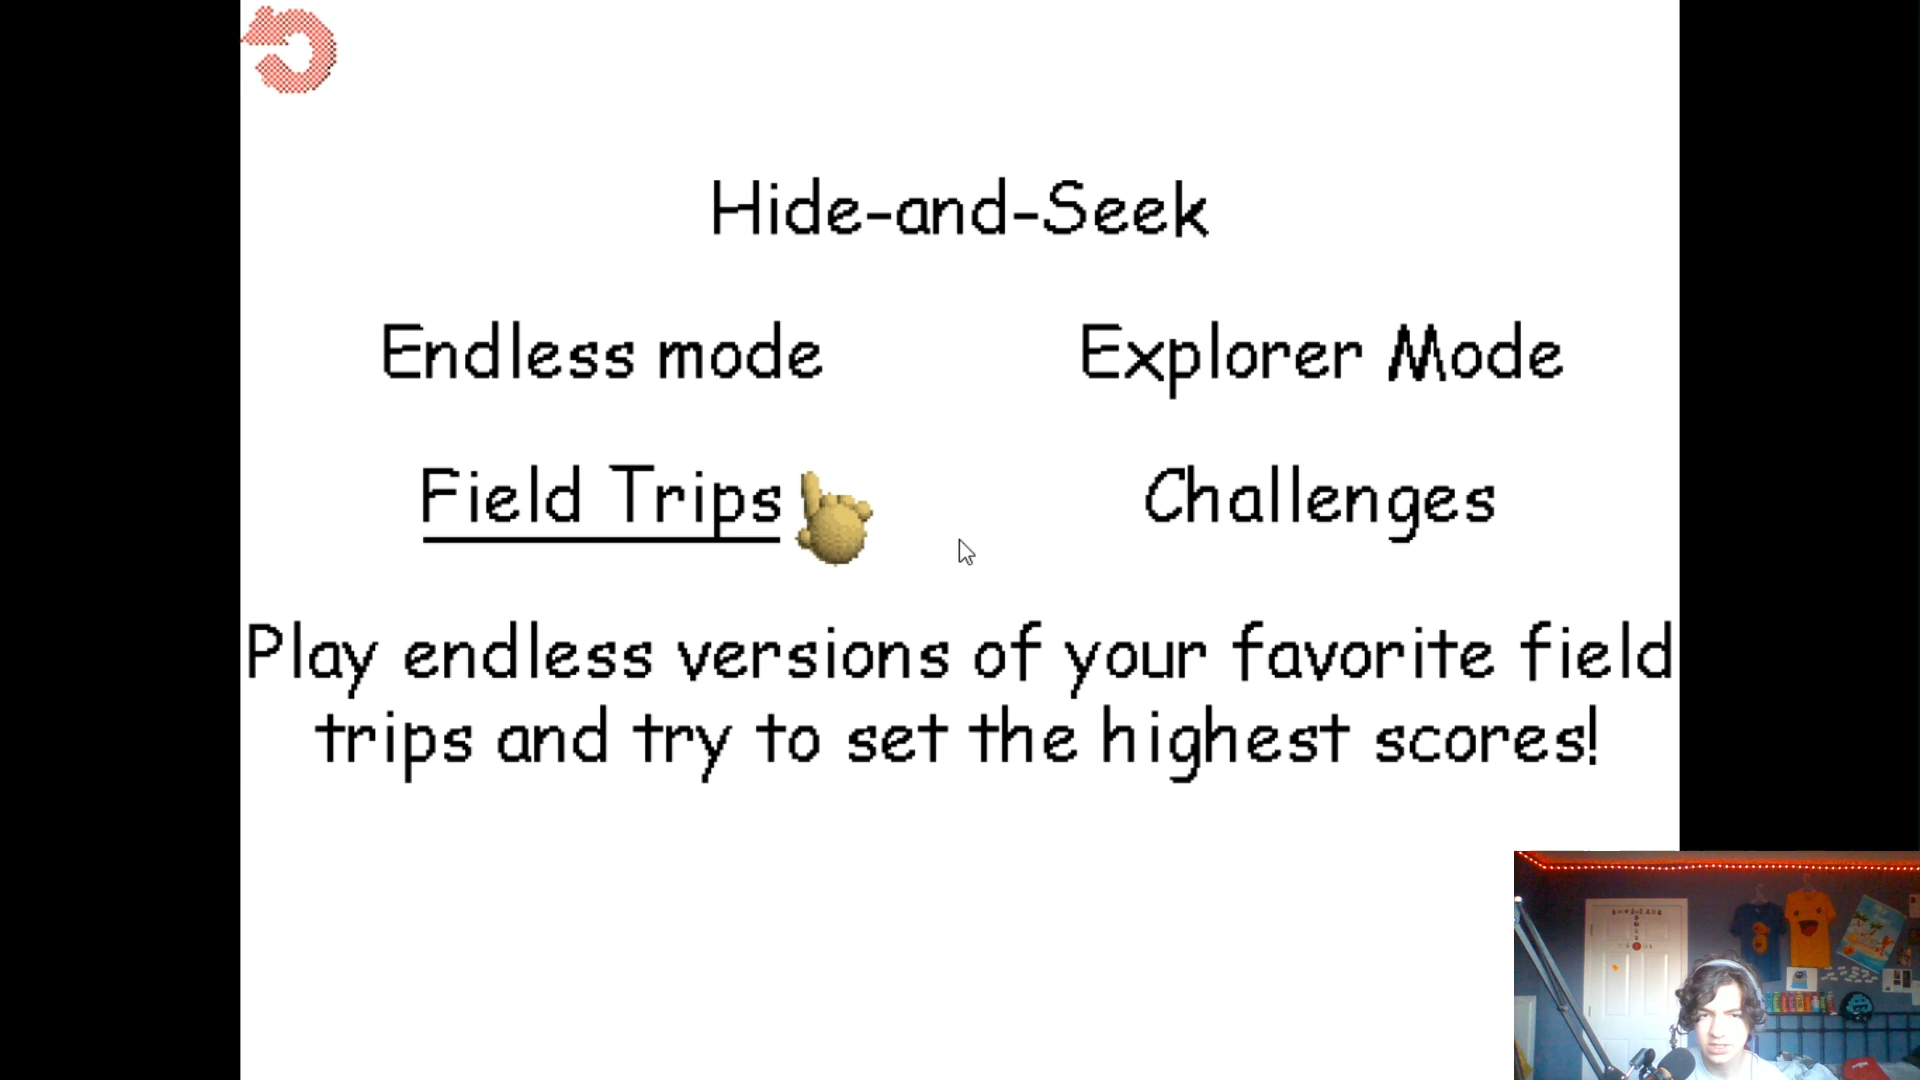 Hide-and-Seek
Endless mode
Explorer Mode
Field Trips
Challenges
Play endless versions of your favorite field
trips and try to set the highest scores!